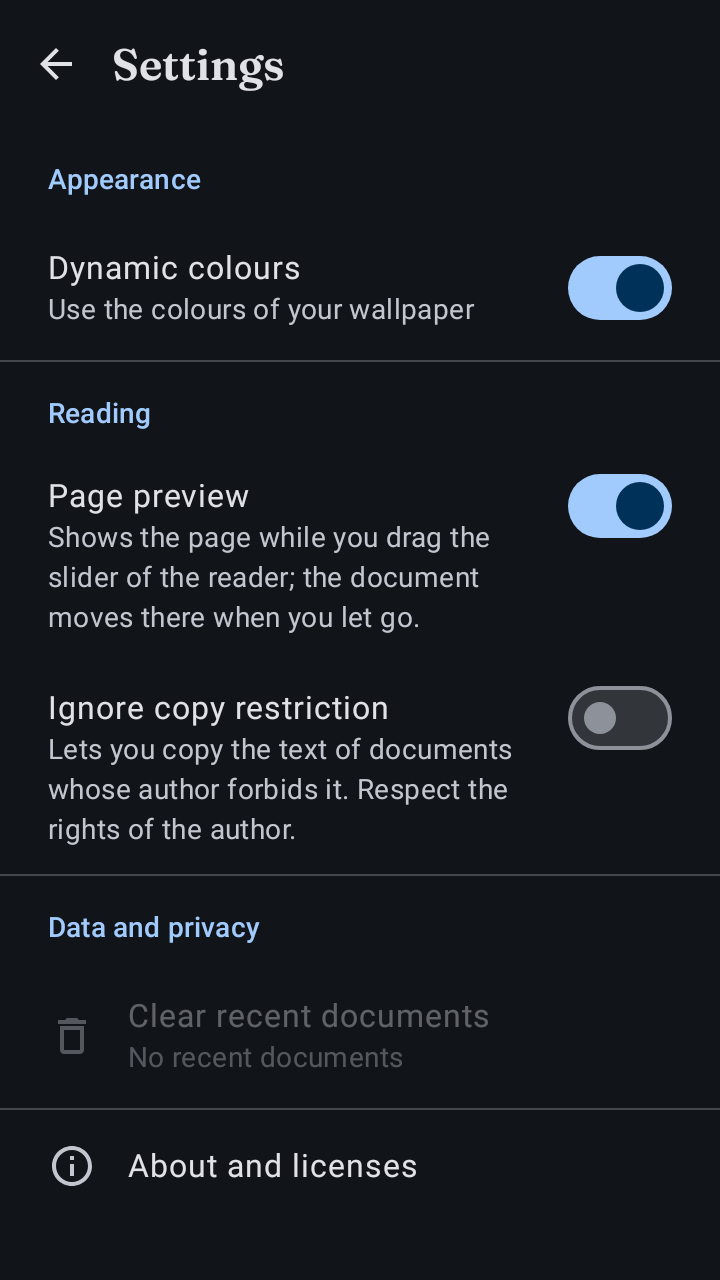 Settings
Appearance
Dynamic colours
Use the colours of your wallpaper
Reading
Page preview
Shows the page while you drag the
slider of the reader; the document
moves there when you let go.
Ignore copy restriction
Lets you copy the text of documents
whose author forbids it. Respect the
rights of the author.
Data and privacy
Clear recent documents
No recent documents
About and licenses